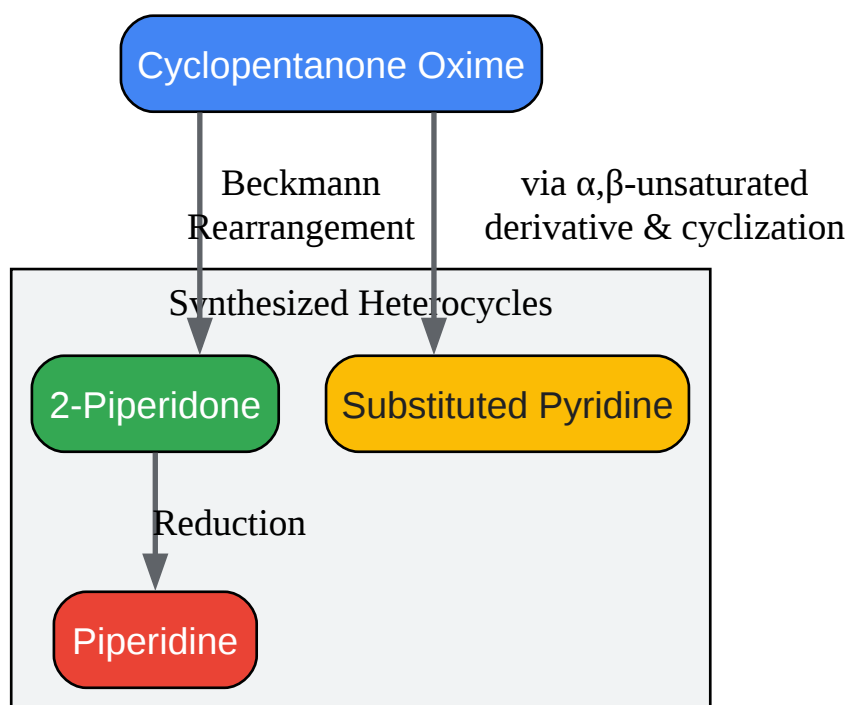 Cyclopentanone Oxime
Beckmann
Rearrangement
via α,β-unsaturated
derivative & cyclization
Synthesized Heterocycles
2-Piperidone
Substituted Pyridine
Reduction
Piperidine